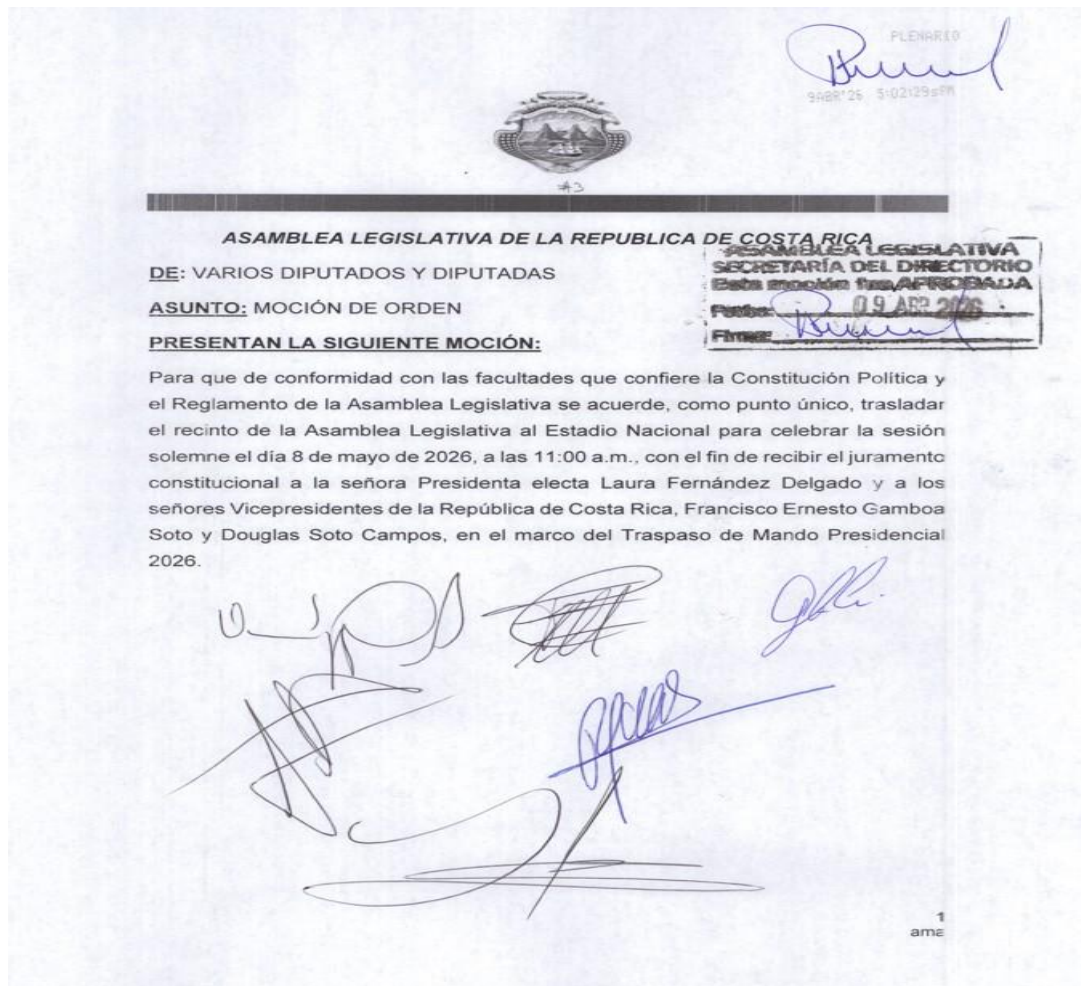 PLENARIO
9ABR'26 5:02:29 PM
#3
ASAMBLEA LEGISLATIVA DE LA REPUBLICA DE COSTA RICA
ASAMBLEA LEGISLATIVA
SECRETARÍA DEL DIRECTORIO
Esta moción fue APROBADA
Fecha: 09 ABR 2026
Firma:
DE: VARIOS DIPUTADOS Y DIPUTADAS
ASUNTO: MOCIÓN DE ORDEN
PRESENTAN LA SIGUIENTE MOCIÓN:
Para que de conformidad con las facultades que confiere la Constitución Política y
el Reglamento de la Asamblea Legislativa se acuerde, como punto único, trasladar
el recinto de la Asamblea Legislativa al Estadio Nacional para celebrar la sesión
solemne el día 8 de mayo de 2026, a las 11:00 a.m., con el fin de recibir el juramento
constitucional a la señora Presidenta electa Laura Fernández Delgado y a los
señores Vicepresidentes de la República de Costa Rica, Francisco Ernesto Gamboa
Soto y Douglas Soto Campos, en el marco del Traspaso de Mando Presidencial
2026.
1
ama